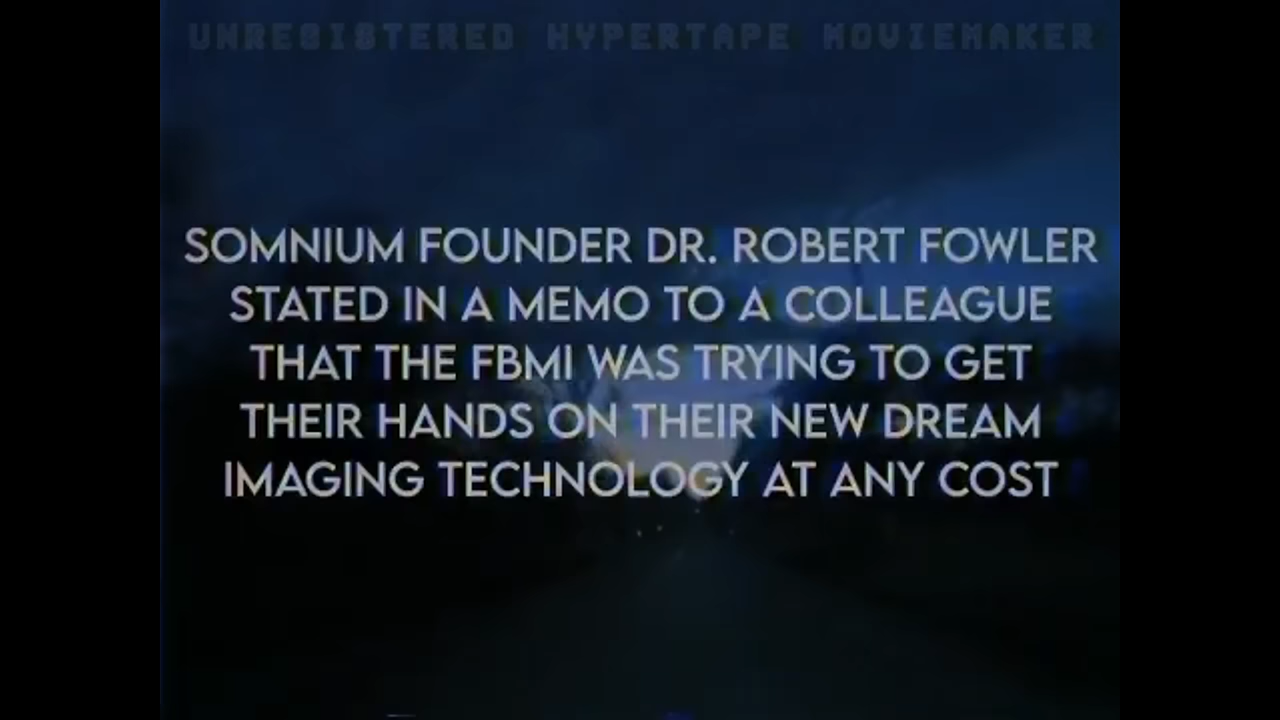 UNREGISTERED HYPERTAPE MOVIEMAKER
SOMNIUM FOUNDER DR. ROBERT FOWLER
STATED IN A MEMO TO A COLLEAGUE
THAT THE FBMI WAS TRYING TO GET
THEIR HANDS ON THEIR NEW DREAM
IMAGING TECHNOLOGY AT ANY COST